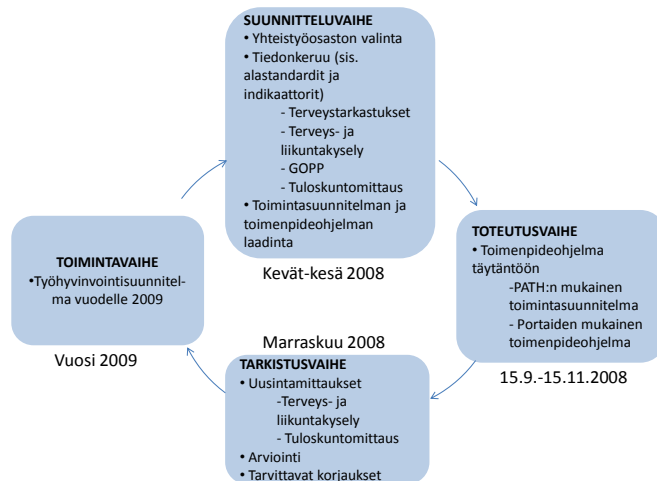 SUUNNITTELUVAIHE
• Yhteistyöosaston valinta
• Tiedonkeruu (sis.
alastandardit ja
indikaattorit)
- Terveystarkastukset
- Terveys- ja
liikuntakysely
- GOPP
- Tuloskuntomittaus
• Toimintasuunnitelman ja
toimenpideohjelman
laadinta
Kevät-kesä 2008
TOTEUTUSVAIHE
• Toimenpideohjelma
täytäntöön
-PATH:n mukainen
toimintasuunnitelma
- Portaiden mukainen
toimenpideohjelma
15.9.-15.11.2008
Marraskuu 2008
TARKISTUSVAIHE
• Uusintamittaukset
-Terveys- ja
liikuntakysely
- Tuloskuntomittaus
• Arviointi
• Tarvittavat korjaukset
TOIMINTAVAIHE
•Työhyvinvointisuunnitel-
ma vuodelle 2009
Vuosi 2009